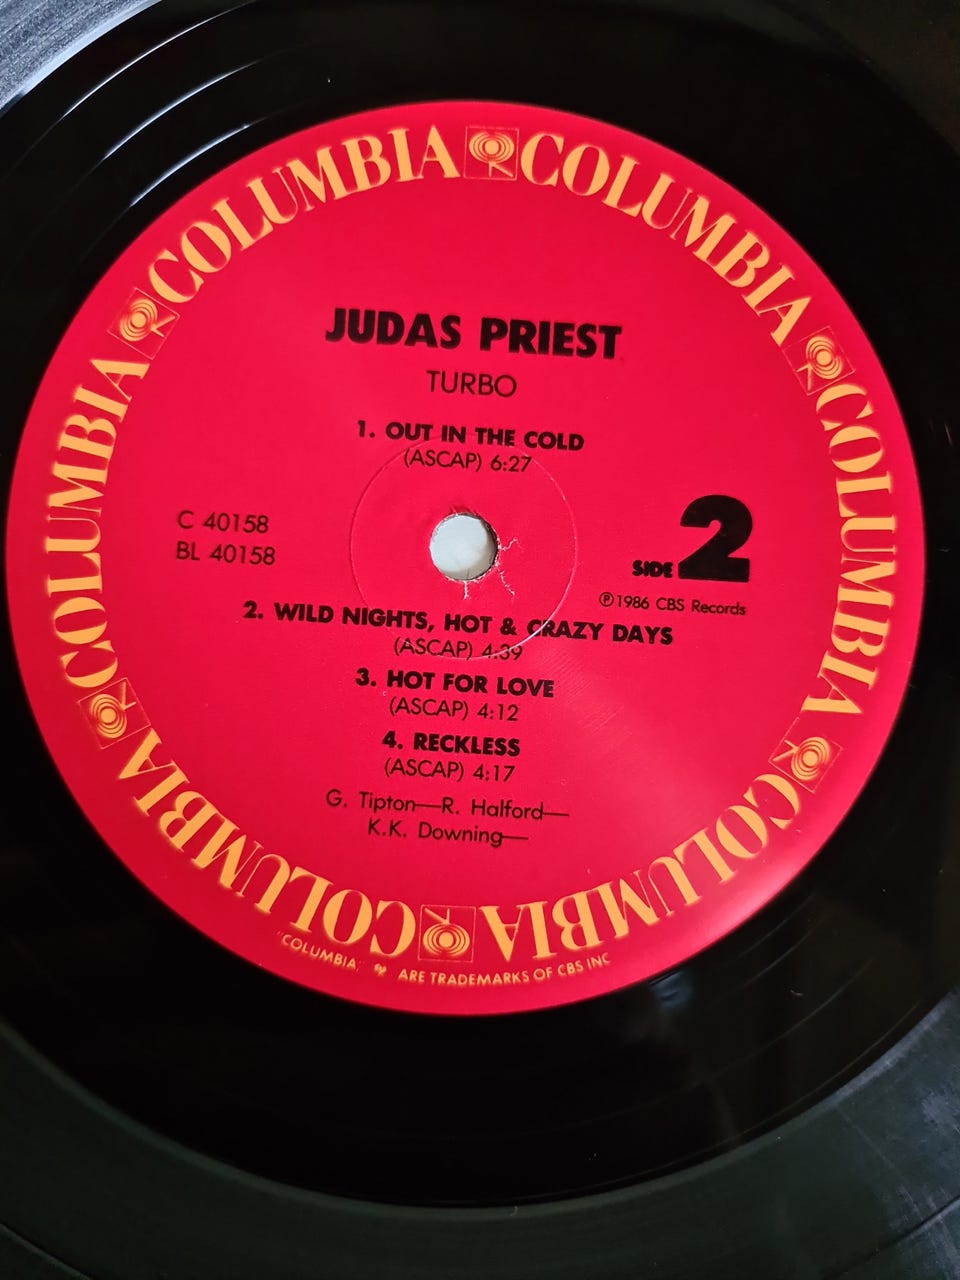 COLUMBIA COLUMBIA COLUMBIA COLUMBIA COLUMBIA COLUMBIA
JUDAS PRIEST
TURBO
1. OUT IN THE COLD
(ASCAP) 6:27
C 40158
BL 40158
SIDE 2
℗1986 CBS Records
2. WILD NIGHTS, HOT & CRAZY DAYS
(ASCAP) 4:39
3. HOT FOR LOVE
(ASCAP) 4:12
4. RECKLESS
(ASCAP) 4:17
G. Tipton—R. Halford—
K.K. Downing—
"COLUMBIA," ARE TRADEMARKS OF CBS INC